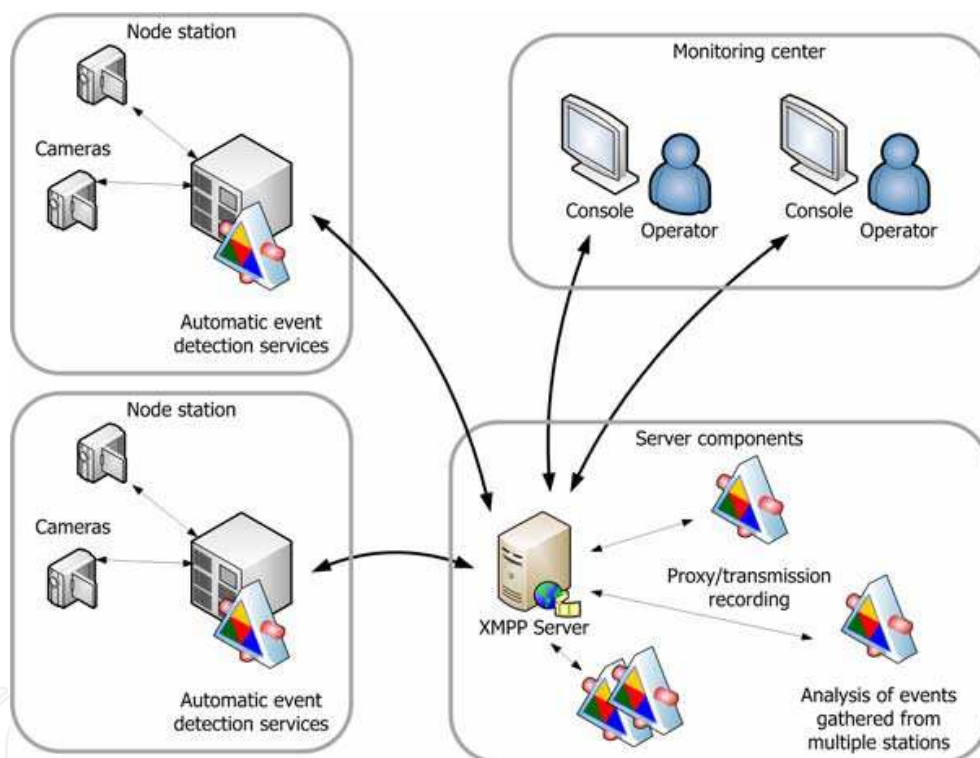 Node station
Cameras
Automatic event
detection services
Monitoring center
Console
Operator
Console
Operator
Node station
Cameras
Automatic event
detection services
Server components
XMPP Server
Proxy/transmission
recording
Analysis of events
gathered from
multiple stations